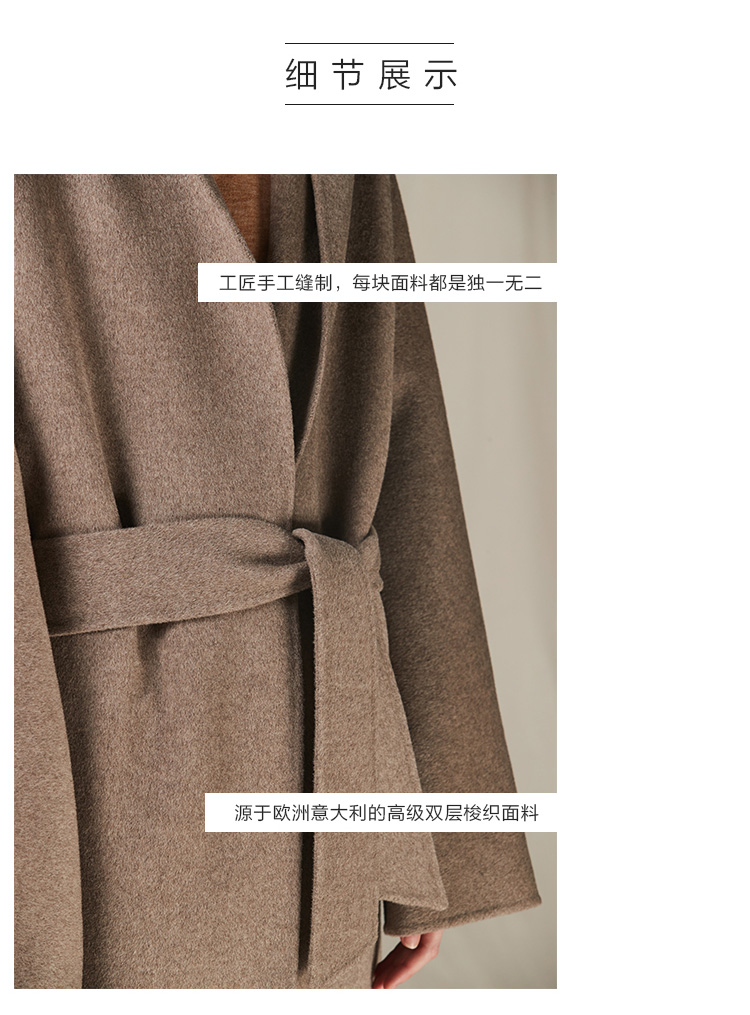 细节展示
工匠手工缝制，每块面料都是独一无二
源于欧洲意大利的高级双层梭织面料